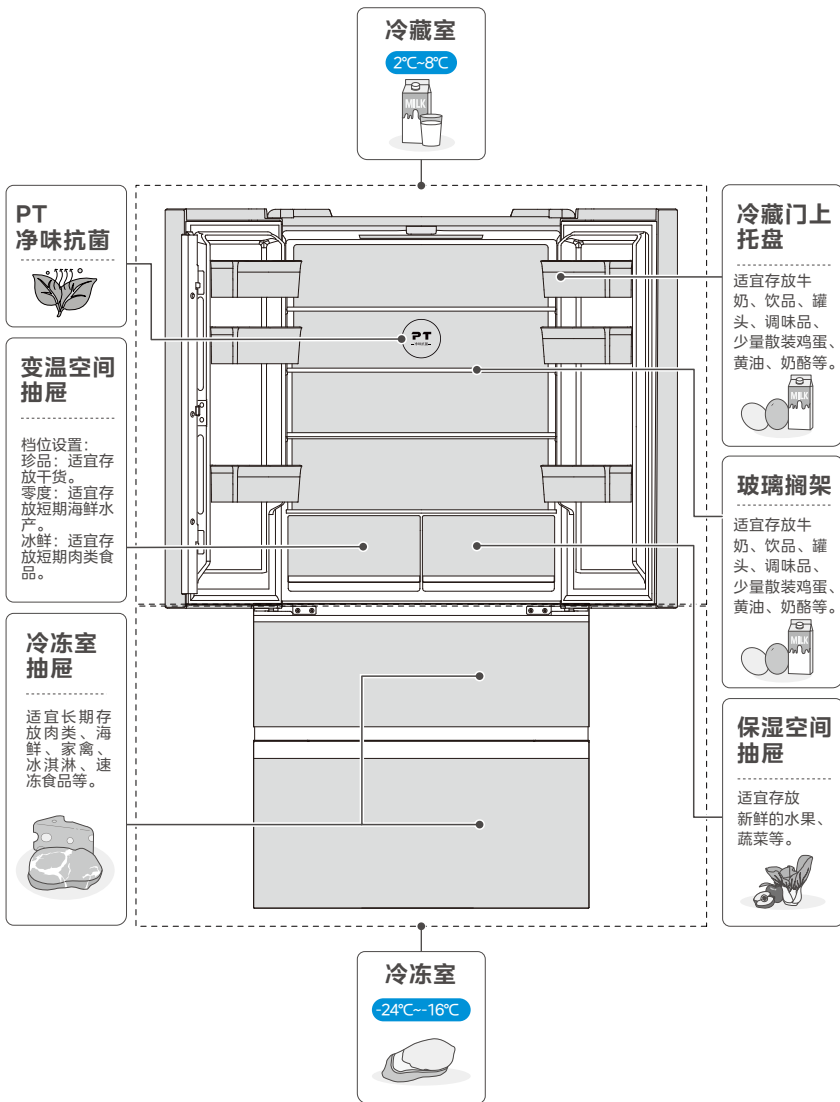 冷藏室
2℃~8℃
MILK
PT
净味抗菌
变温空间
抽屉
档位设置：
珍品：适宜存
放干货。
零度：适宜存
放短期海鲜水
产。
冰鲜：适宜存
放短期肉类食
品。
冷冻室
抽屉
适宜长期存
放肉类、海
鲜、家禽、
冰淇淋、速
冻食品等。
PT
冷藏门上
托盘
适宜存放牛
奶、饮品、罐
头、调味品、
少量散装鸡蛋、
黄油、奶酪等。
MILK
玻璃搁架
适宜存放牛
奶、饮品、罐
头、调味品、
少量散装鸡蛋、
黄油、奶酪等。
MILK
保湿空间
抽屉
适宜存放
新鲜的水果、
蔬菜等。
冷冻室
-24℃~-16℃